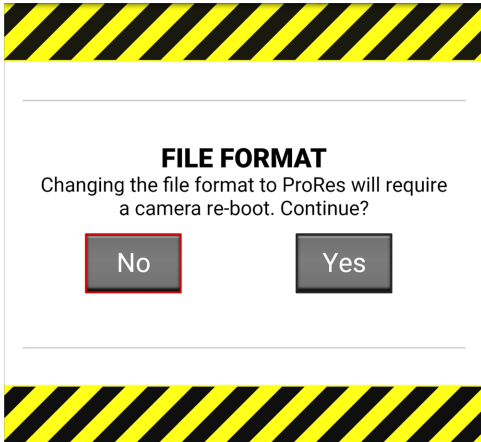 FILE FORMAT
Changing the file format to ProRes will require
a camera re-boot. Continue?
No
Yes